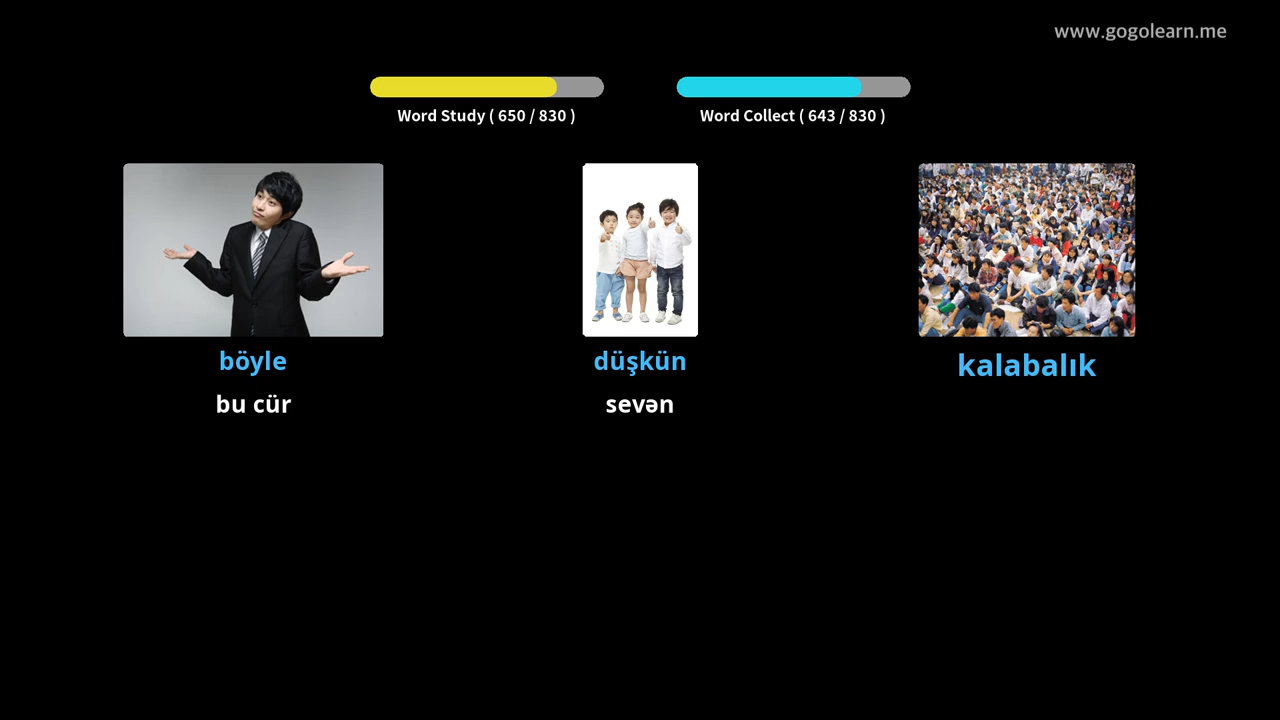 www.gogolearn.me
Word Study ( 650 / 830 )
Word Collect ( 643 / 830 )
böyle
düşkün
kalabalık
bu cür
sevən